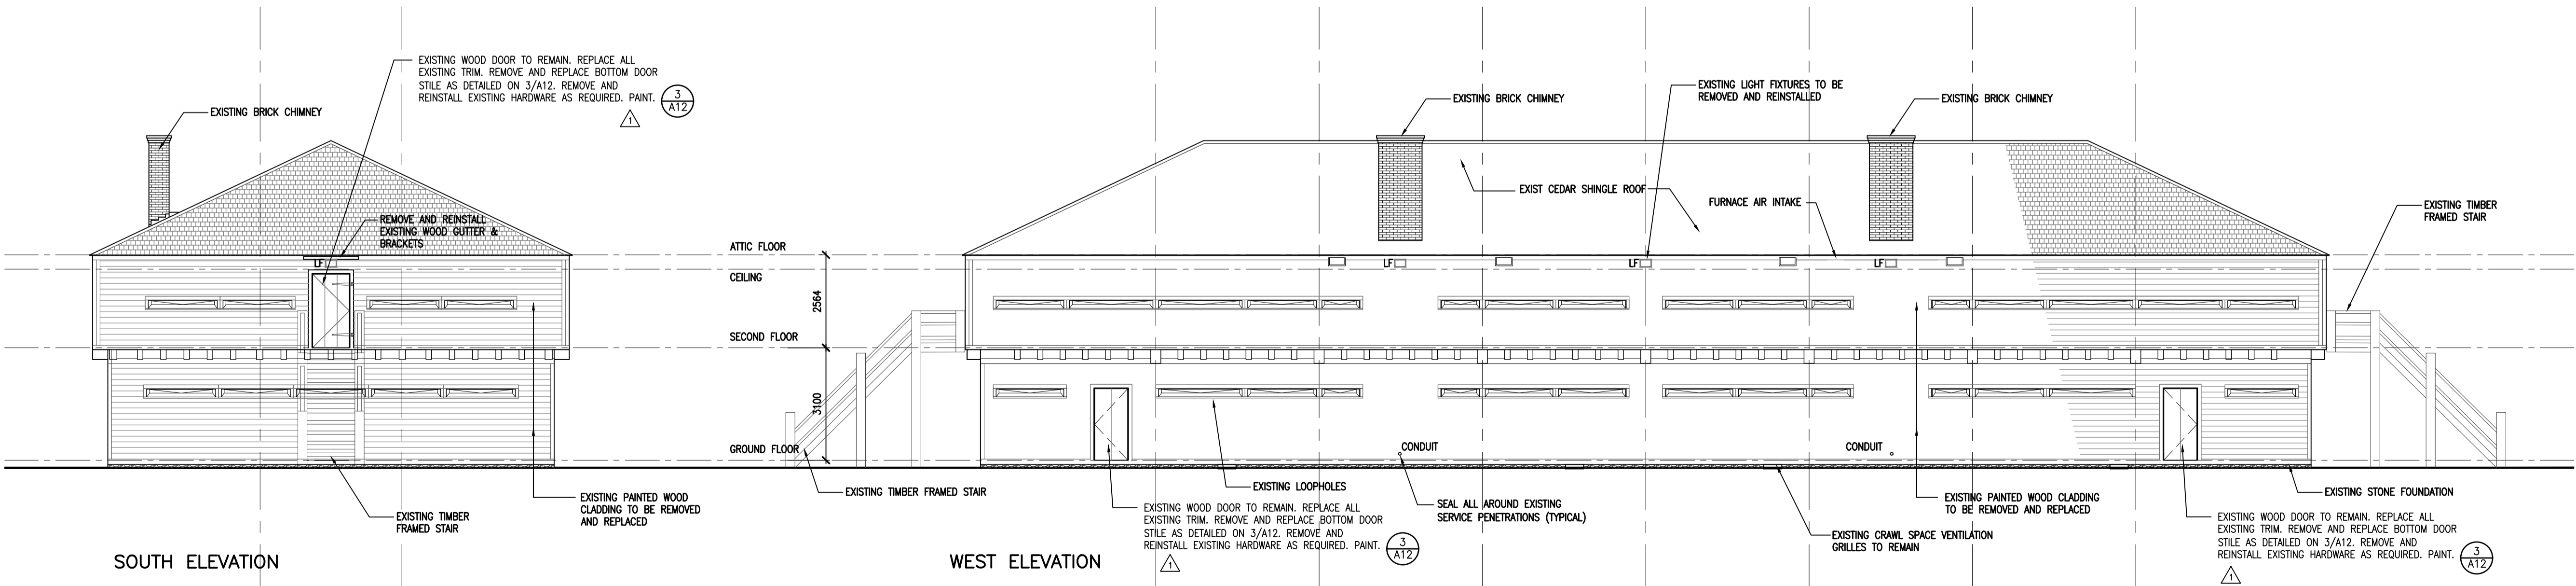 EXISTING WOOD DOOR TO REMAIN. REPLACE ALL
EXISTING TRIM. REMOVE AND REPLACE BOTTOM DOOR
STILE AS DETAILED ON 3/A12. REMOVE AND
REINSTALL EXISTING HARDWARE AS REQUIRED. PAINT.
3
A12
1
EXISTING BRICK CHIMNEY
REMOVE AND REINSTALL
EXISTING WOOD GUTTER &
BRACKETS
LF
EXISTING PAINTED WOOD
CLADDING TO BE REMOVED
AND REPLACED
EXISTING TIMBER
FRAMED STAIR
SOUTH ELEVATION
ATTIC FLOOR
CEILING
2564
SECOND FLOOR
3100
GROUND FLOOR
EXISTING BRICK CHIMNEY
EXISTING LIGHT FIXTURES TO BE
REMOVED AND REINSTALLED
EXISTING BRICK CHIMNEY
EXIST CEDAR SHINGLE ROOF
FURNACE AIR INTAKE
EXISTING TIMBER
FRAMED STAIR
LF
LF
LF
CONDUIT
CONDUIT
EXISTING TIMBER FRAMED STAIR
EXISTING LOOPHOLES
EXISTING WOOD DOOR TO REMAIN. REPLACE ALL
EXISTING TRIM. REMOVE AND REPLACE BOTTOM DOOR
STILE AS DETAILED ON 3/A12. REMOVE AND
REINSTALL EXISTING HARDWARE AS REQUIRED. PAINT.
3
A12
1
SEAL ALL AROUND EXISTING
SERVICE PENETRATIONS (TYPICAL)
EXISTING CRAWL SPACE VENTILATION
GRILLES TO REMAIN
EXISTING PAINTED WOOD CLADDING
TO BE REMOVED AND REPLACED
EXISTING STONE FOUNDATION
EXISTING WOOD DOOR TO REMAIN. REPLACE ALL
EXISTING TRIM. REMOVE AND REPLACE BOTTOM DOOR
STILE AS DETAILED ON 3/A12. REMOVE AND
REINSTALL EXISTING HARDWARE AS REQUIRED. PAINT.
3
A12
1
WEST ELEVATION